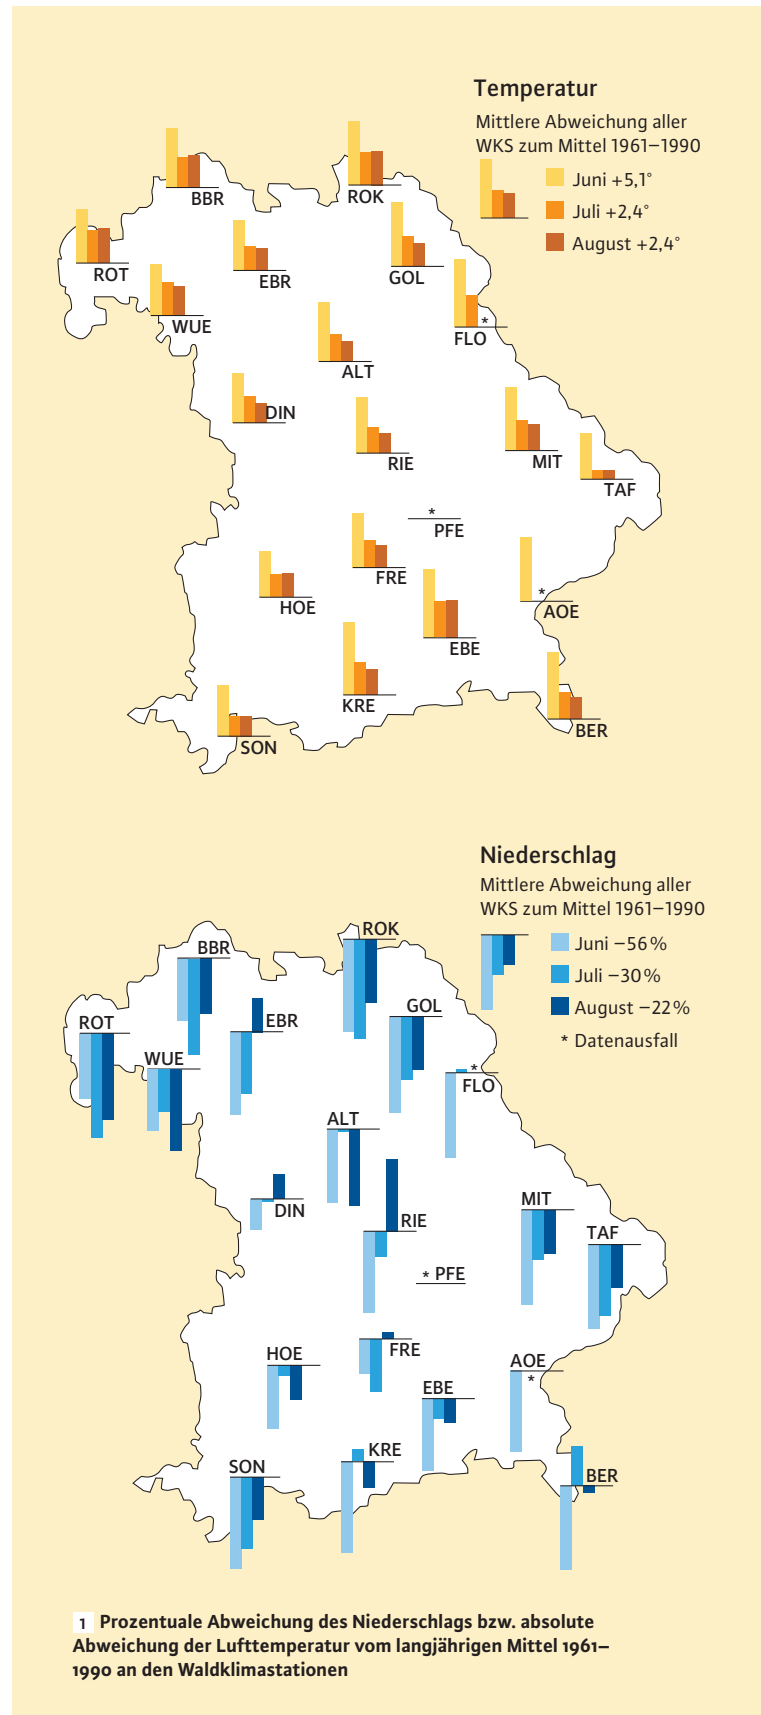 Temperatur
Mittlere Abweichung aller
WKS zum Mittel 1961–1990
Juni +5,1°
Juli +2,4°
August +2,4°
BBR
ROK
ROT
EBR
GOL
WUE
FLO
*
ALT
DIN
RIE
MIT
TAF
*
PFE
FRE
HOE
*
AOE
EBE
KRE
BER
SON
Niederschlag
Mittlere Abweichung aller
WKS zum Mittel 1961–1990
Juni –56 %
Juli –30 %
August –22 %
* Datenausfall
ROK
BBR
GOL
ROT
EBR
WUE
*
FLO
ALT
DIN
RIE
MIT
TAF
* PFE
HOE
FRE
AOE
*
EBE
KRE
SON
BER
1 Prozentuale Abweichung des Niederschlags bzw. absolute
Abweichung der Lufttemperatur vom langjährigen Mittel 1961–
1990 an den Waldklimastationen